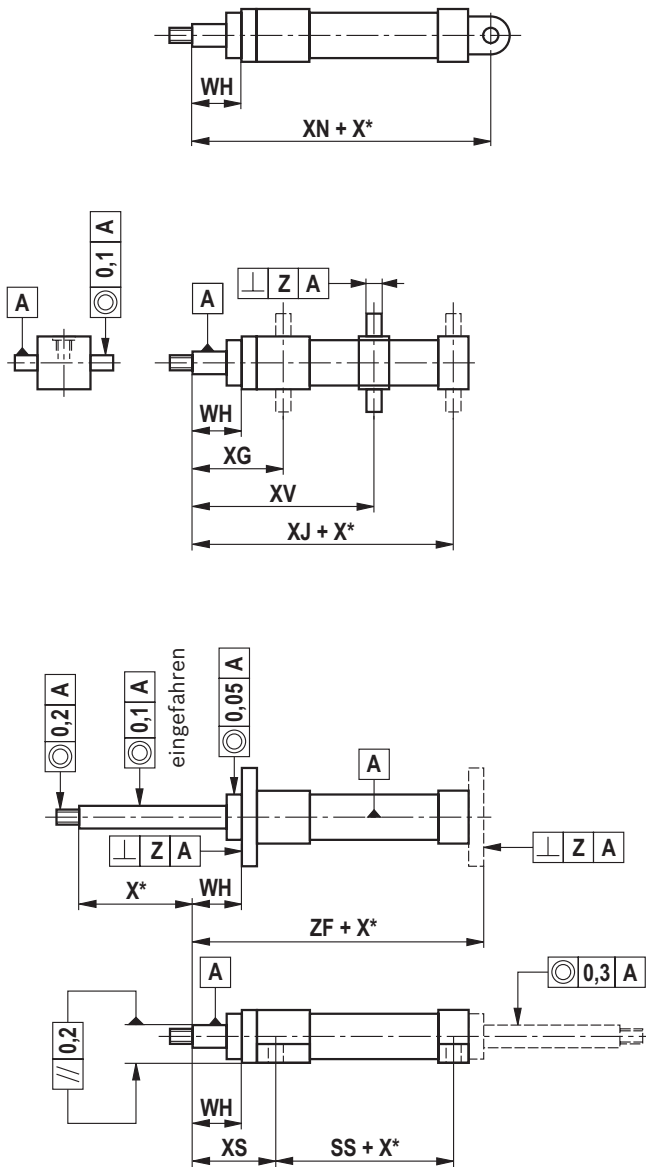 WH
XN + X*
A
0,1 A
⊥ Z A
A
WH
XG
XV
XJ + X*
◎ 0,2 A
◎ 0,1 A
eingefahren
◎ 0,05 A
A
⊥ Z A
⊥ Z A
X*
WH
ZF + X*
A
◎ 0,3 A
// 0,2
WH
XS
SS + X*